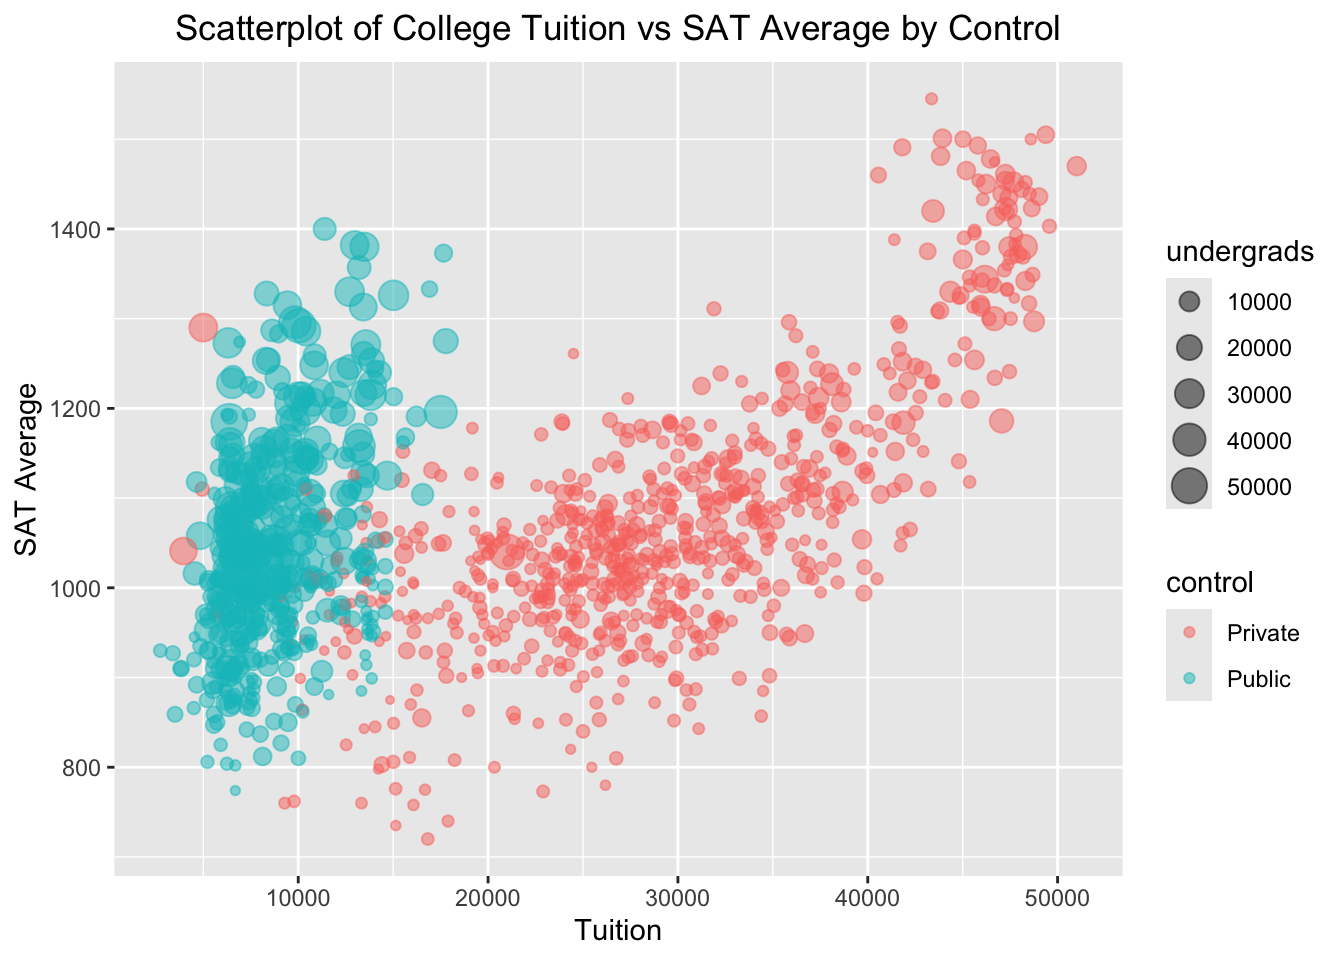 Scatterplot of College Tuition vs SAT Average by Control
SAT Average
1400
1200
1000
800
10000
20000
30000
40000
50000
Tuition
undergrads
10000
20000
30000
40000
50000
control
Private
Public